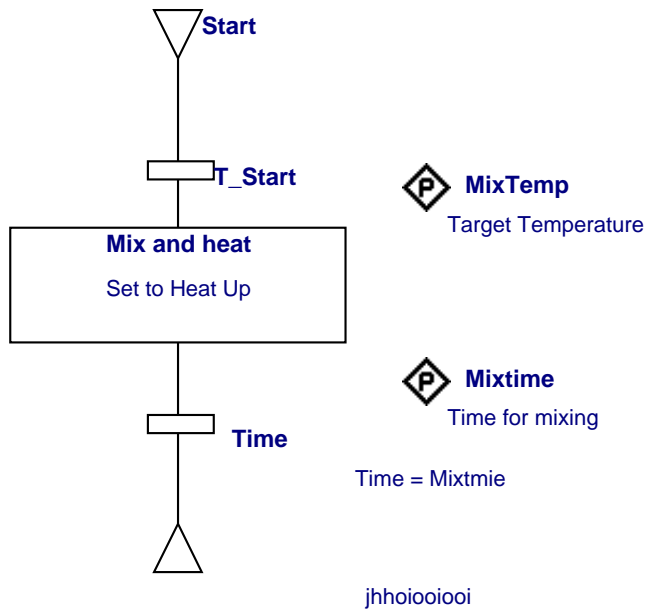 Start
T_Start
P
MixTemp
Target Temperature
Mix and heat
Set to Heat Up
P
Mixtime
Time for mixing
Time
Time = Mixtmie
jhhoiooiooi